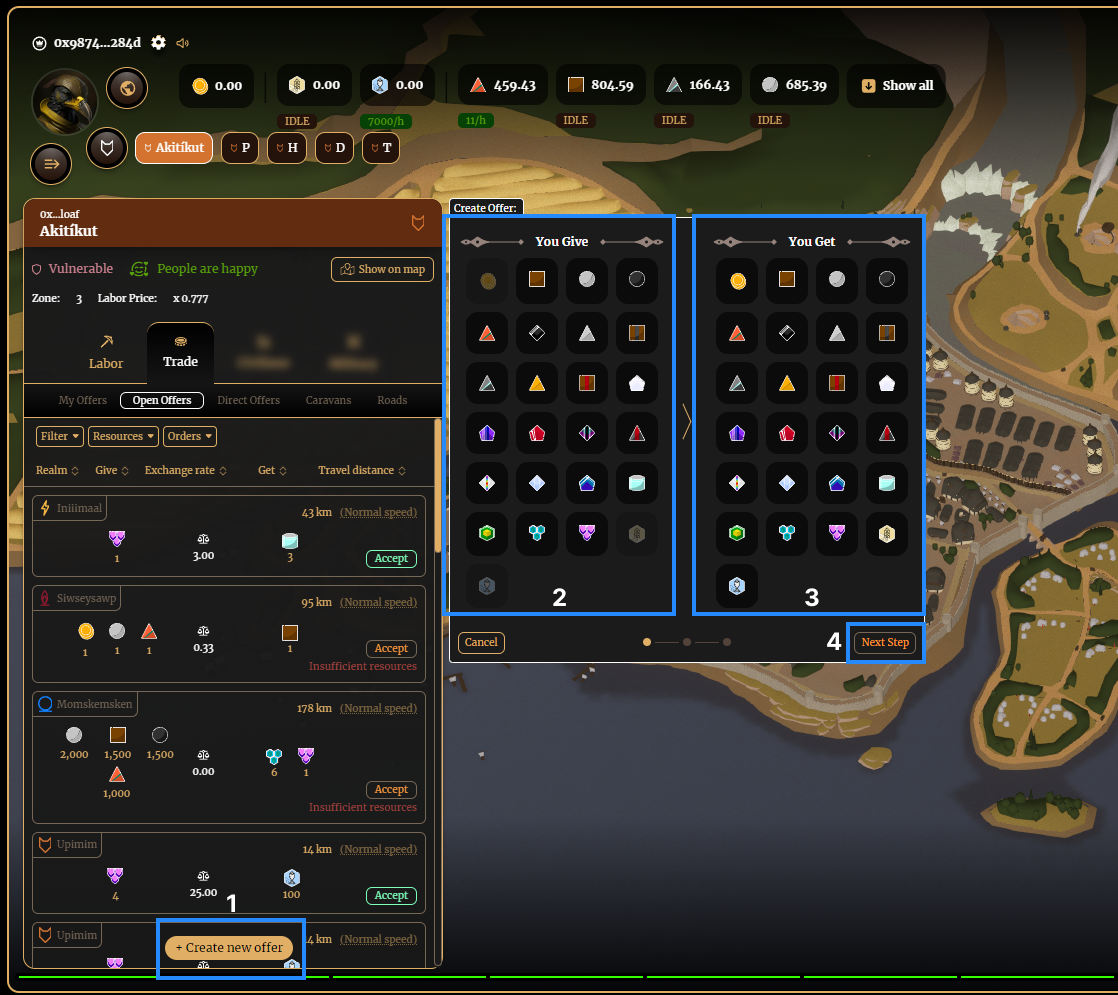 0x9874...284d
0.00
0.00
0.00
459.43
804.59
166.43
685.39
Show all
IDLE
7000/h
11/h
IDLE
IDLE
IDLE
Akitíkut
P
H
D
T
0x...loaf
Akitíkut
Vulnerable
People are happy
Show on map
Zone: 3 Labor Price: x 0.777
Labor
Trade
My Offers
Open Offers
Direct Offers
Caravans
Roads
Filter
Resources
Orders
Realm
Give
Exchange rate
Get
Travel distance
Iniiimaal
43 km (Normal speed)
1
3.00
3
Accept
Siwseysawp
95 km (Normal speed)
1
1
1
0.33
1
Accept
Insufficient resources
Momskemsken
178 km (Normal speed)
2,000
1,500
1,500
1,000
0.00
6
1
Accept
Insufficient resources
Upimim
14 km (Normal speed)
4
25.00
100
Accept
1
Upimim
4 km (Normal speed)
+ Create new offer
Create Offer:
You Give
You Get
2
3
Cancel
4
Next Step